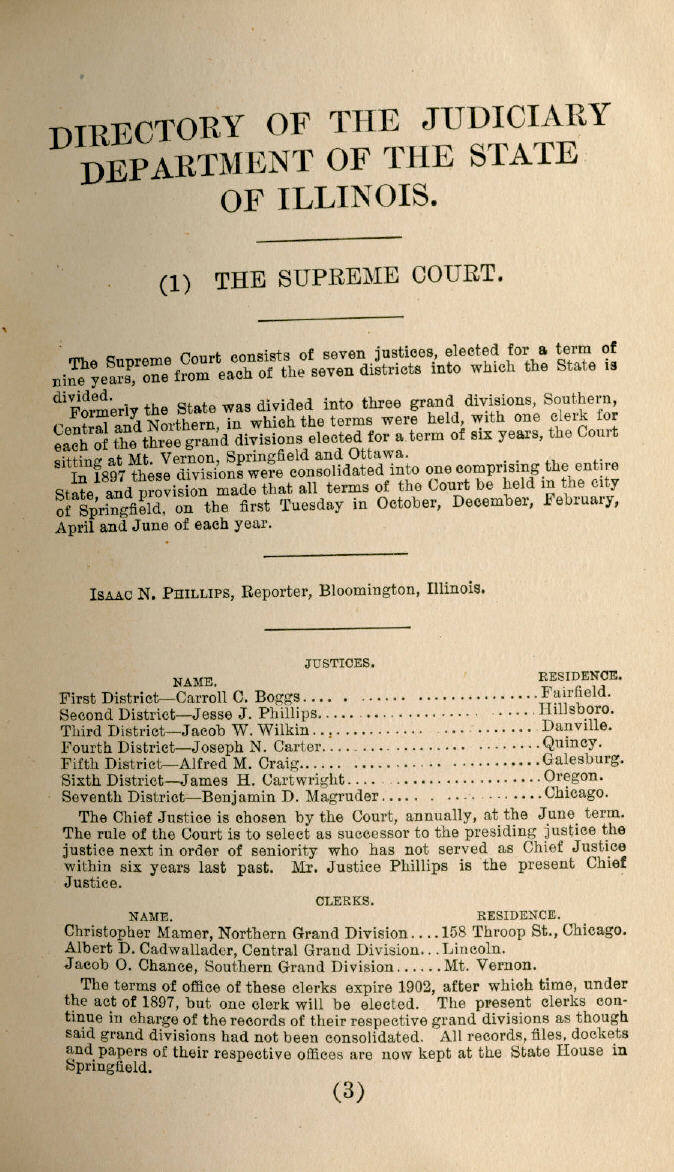 DIRECTORY OF THE JUDICIARY
DEPARTMENT OF THE STATE
OF ILLINOIS.
(1) THE SUPREME COURT.
The Supreme Court consists of seven justices, elected for a term of
nine years, one from each of the seven districts into which the State is
divided.
Formerly the State was divided into three grand divisions, Southern,
Central and Northern, in which the terms were held, with one clerk for
each of the three grand divisions elected for a term of six years, the Court
sitting at Mt. Vernon, Springfield and Ottawa.
In 1897 these divisions were consolidated into one comprising the entire
State, and provision made that all terms of the Court be held in the city
of Springfield, on the first Tuesday in October, December, February,
April and June of each year.
ISAAC N. PHILLIPS, Reporter, Bloomington, Illinois.
JUSTICES.
NAME. RESIDENCE.
First District—Carroll C. Boggs.... . ...... ................Fairfield.
Second District—Jesse J. Phillips..... .............. . .....Hillsboro.
Third District—Jacob W. Wilkin................ ... ........ Danville.
Fourth District—Joseph N. Carter..................... ........Quincy.
Fifth District—Alfred M. Craig...... ..........................Galesburg.
Sixth District—James H. Cartwright.... ......................Oregon.
Seventh District—Benjamin D. Magruder..... . .... . .......Chicago.
The Chief Justice is chosen by the Court, annually, at the June term.
The rule of the Court is to select as successor to the presiding justice the
justice next in order of seniority who has not served as Chief Justice
within six years last past. Mr. Justice Phillips is the present Chief
Justice.
CLERKS.
NAME. RESIDENCE.
Christopher Mamer, Northern Grand Division....158 Throop St., Chicago.
Albert D. Cadwallader, Central Grand Division...Lincoln.
Jacob O. Chance, Southern Grand Division......Mt. Vernon.
The terms of office of these clerks expire 1902, after which time, under
the act of 1897, but one clerk will be elected. The present clerks con-
tinue in charge of the records of their respective grand divisions as though
said grand divisions had not been consolidated. All records, files, dockets
and papers of their respective offices are now kept at the State House in
Springfield.
(3)